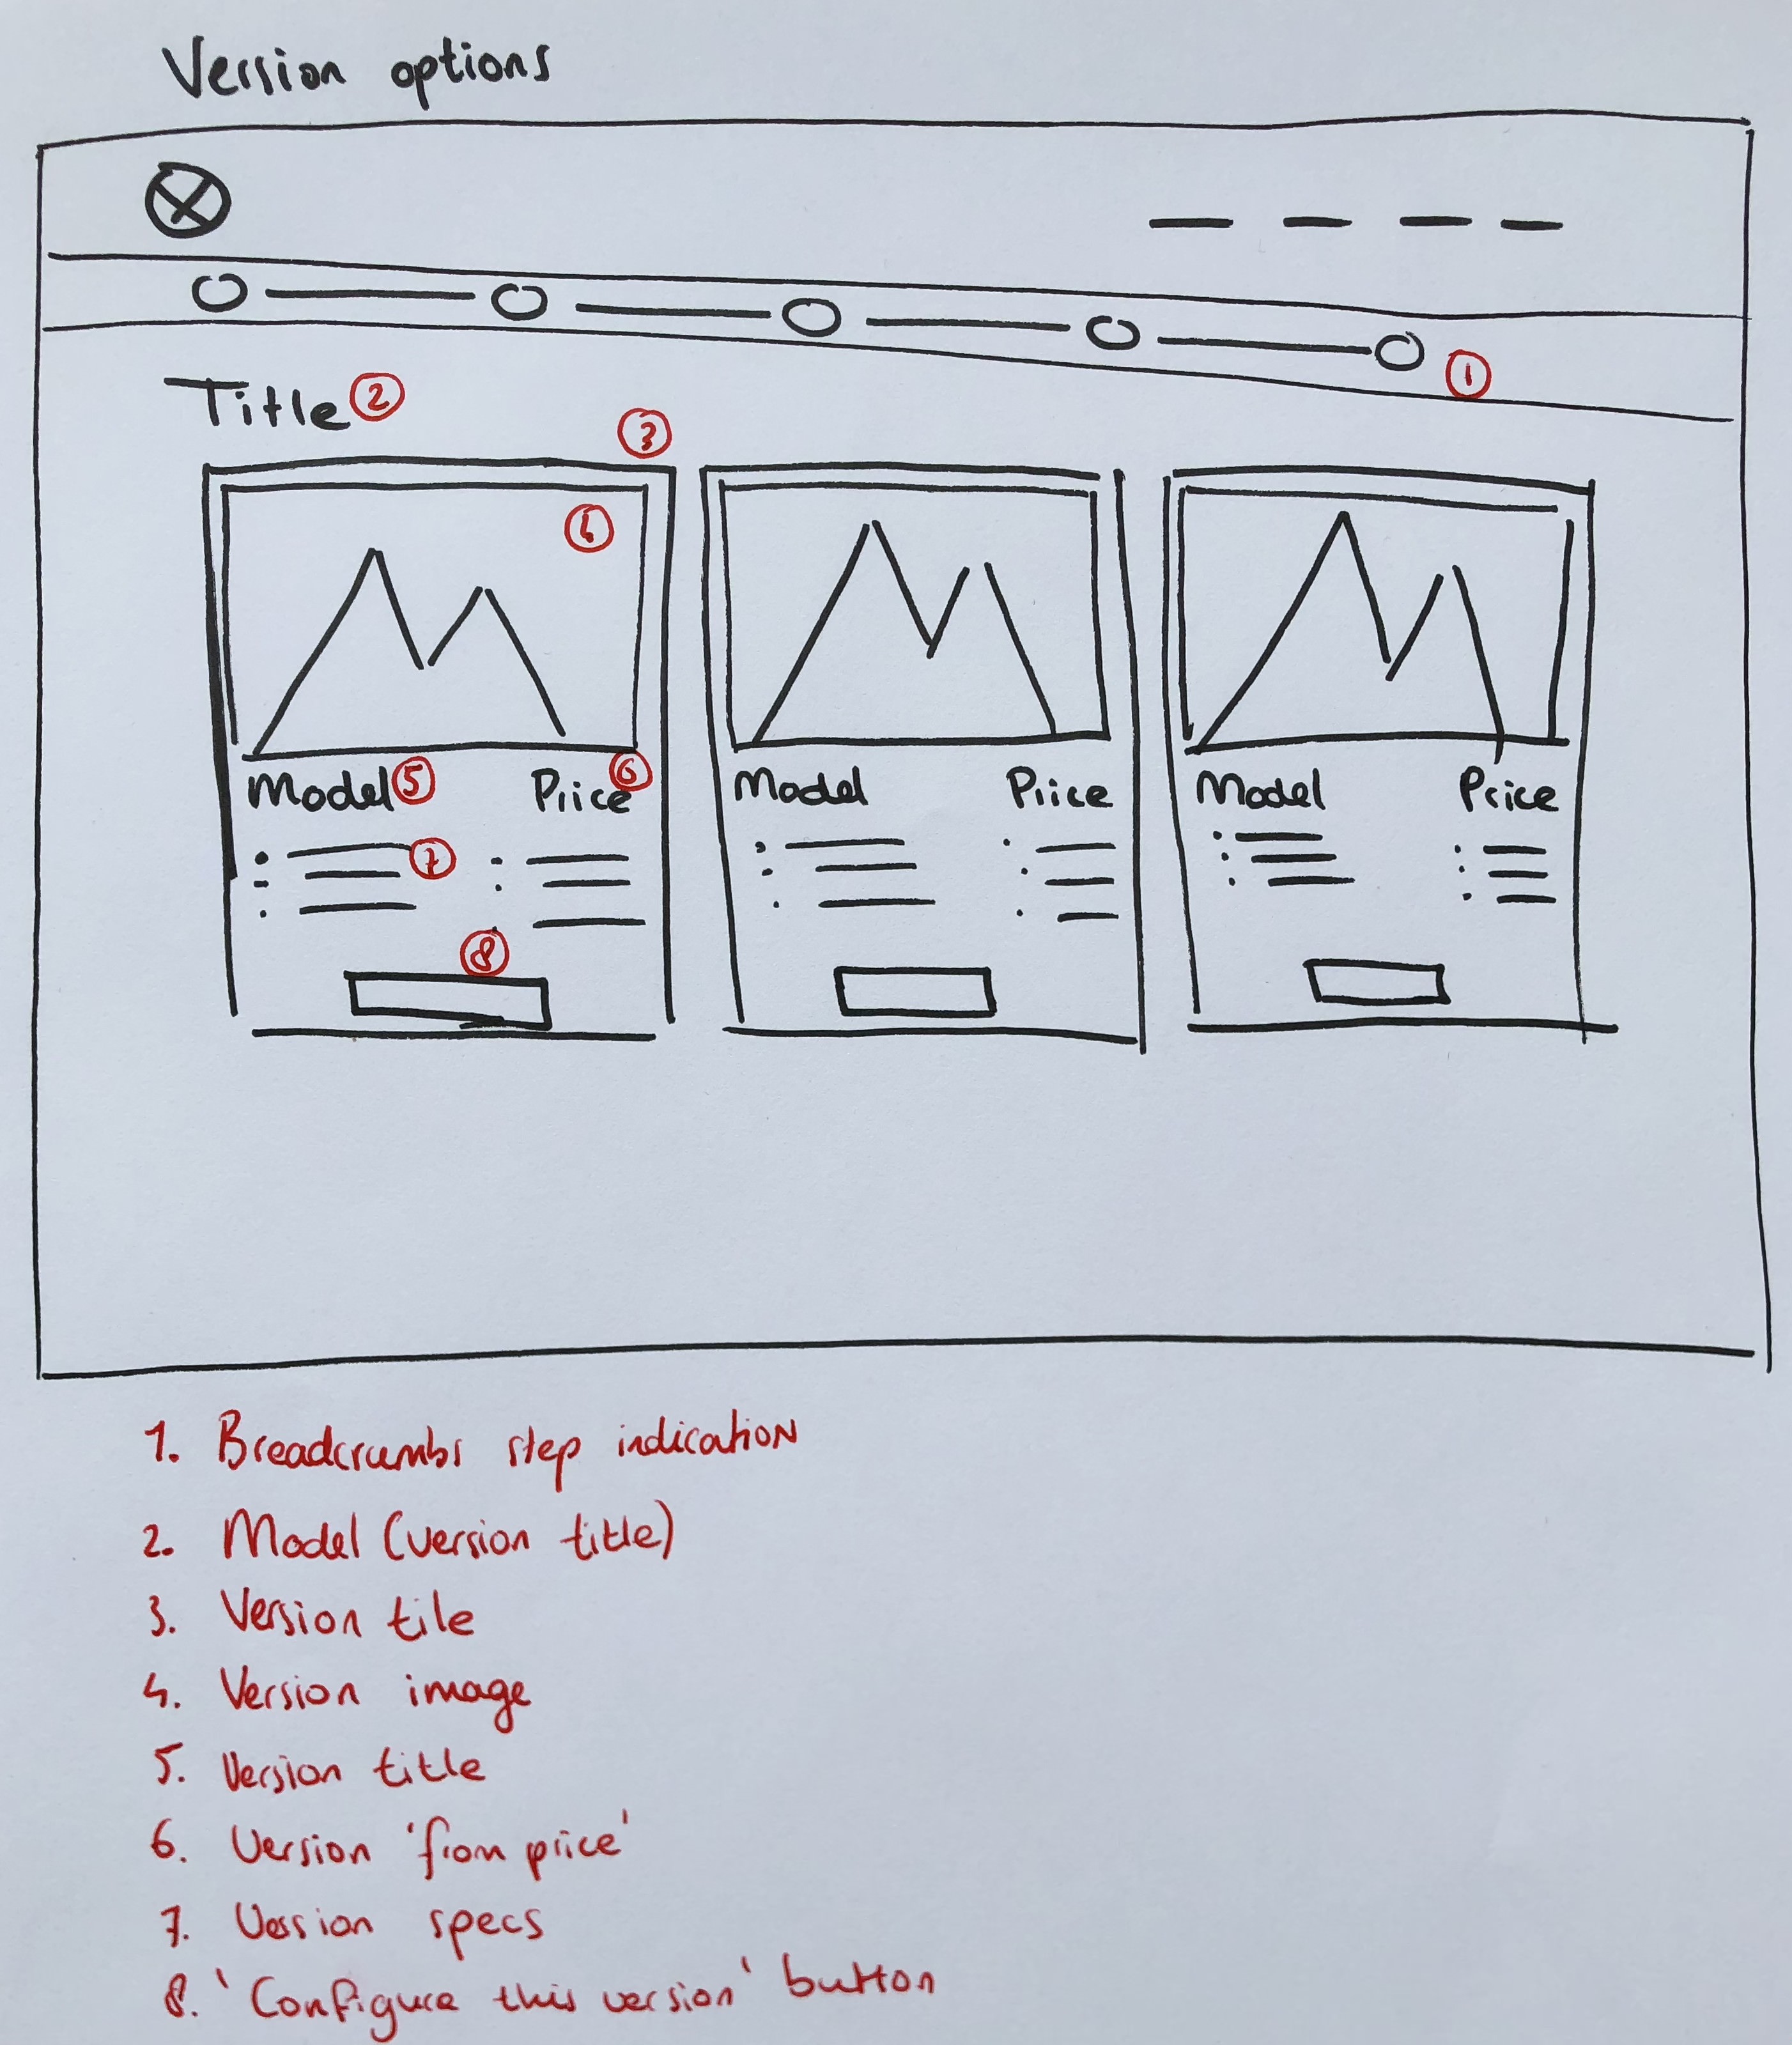 Version options
1
Title 2
3
4
Model 5 Price 6
Model Price
Model Price
7
8
1. Breadcrumbs step indication
2. Model (version title)
3. Version tile
4. Version image
5. Version title
6. Version 'from price'
7. Version specs
8. 'Configure this version' button